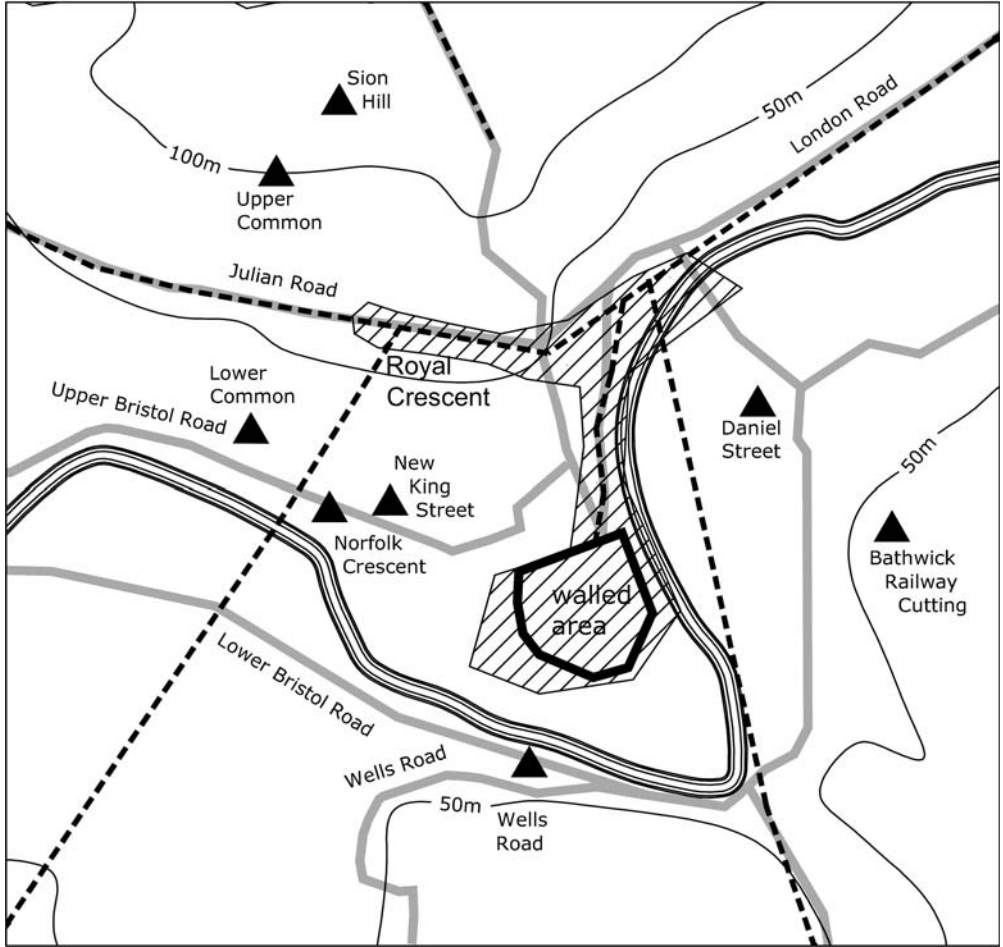 Sion
Hill
50m
London Road
100m
Upper
Common
Julian Road
Royal
Crescent
Lower
Common
Upper Bristol Road
Daniel
Street
50m
New
King
Street
Norfolk
Crescent
Bathwick
Railway
Cutting
walled
area
Lower Bristol Road
Wells Road
50m
Wells
Road